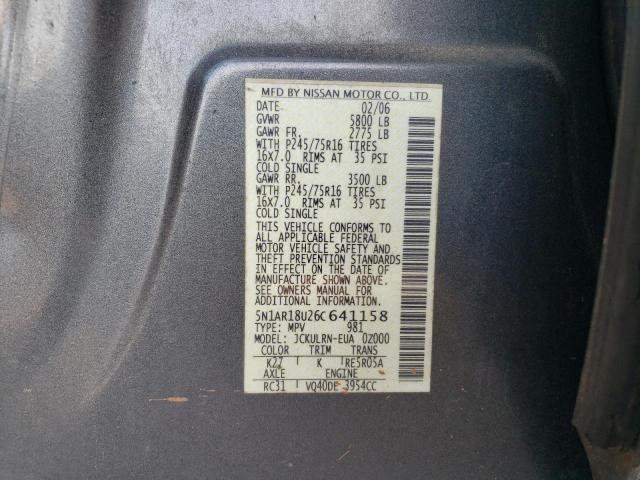 MFD BY NISSAN MOTOR CO., LTD.
DATE 02/06
GVWR 5800 LB
GAWR FR. 2775 LB
WITH P245/75R16 TIRES
16X7.0 RIMS AT 35 PSI
COLD SINGLE
GAWR RR. 3500 LB
WITH P245/75R16 TIRES
16X7.0 RIMS AT 35 PSI
COLD SINGLE
THIS VEHICLE CONFORMS TO
ALL APPLICABLE FEDERAL
MOTOR VEHICLE SAFETY AND
THEFT PREVENTION STANDARDS
IN EFFECT ON THE DATE OF
MANUFACTURE SHOWN ABOVE.
SEE OWNERS MANUAL FOR
ADDITIONAL INFORMATION.
5N1AR18U26C641158
TYPE: MPV 981
MODEL: JCKULRN-EUA 02000
COLOR TRIM TRANS
K27 K RE5R05A
AXLE ENGINE
RC31 VQ40DE 3954CC